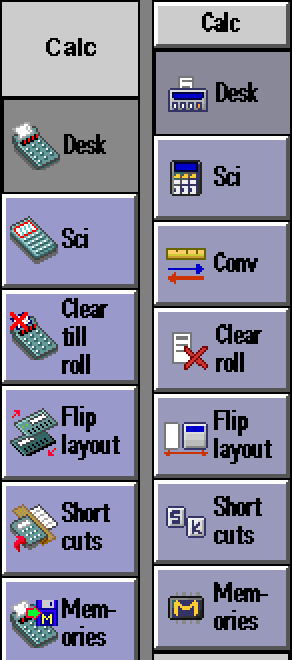 Calc
Desk
Sci
Clear
till
roll
Flip
layout
Short
cuts
Mem-
ories
M
Calc
Desk
Sci
Conv
Clear
roll
Flip
layout
Short
cuts
S
K
Mem-
ories
M